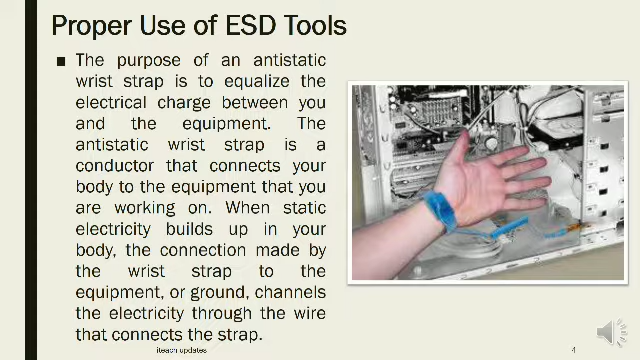 Proper Use of ESD Tools
The purpose of an antistatic
wrist strap is to equalize the
electrical charge between you
and the equipment. The
antistatic wrist strap is a
conductor that connects your
body to the equipment that you
are working on. When static
electricity builds up in your
body, the connection made by
the wrist strap to the
equipment, or ground, channels
the electricity through the wire
that connects the strap.
iteach updates
4